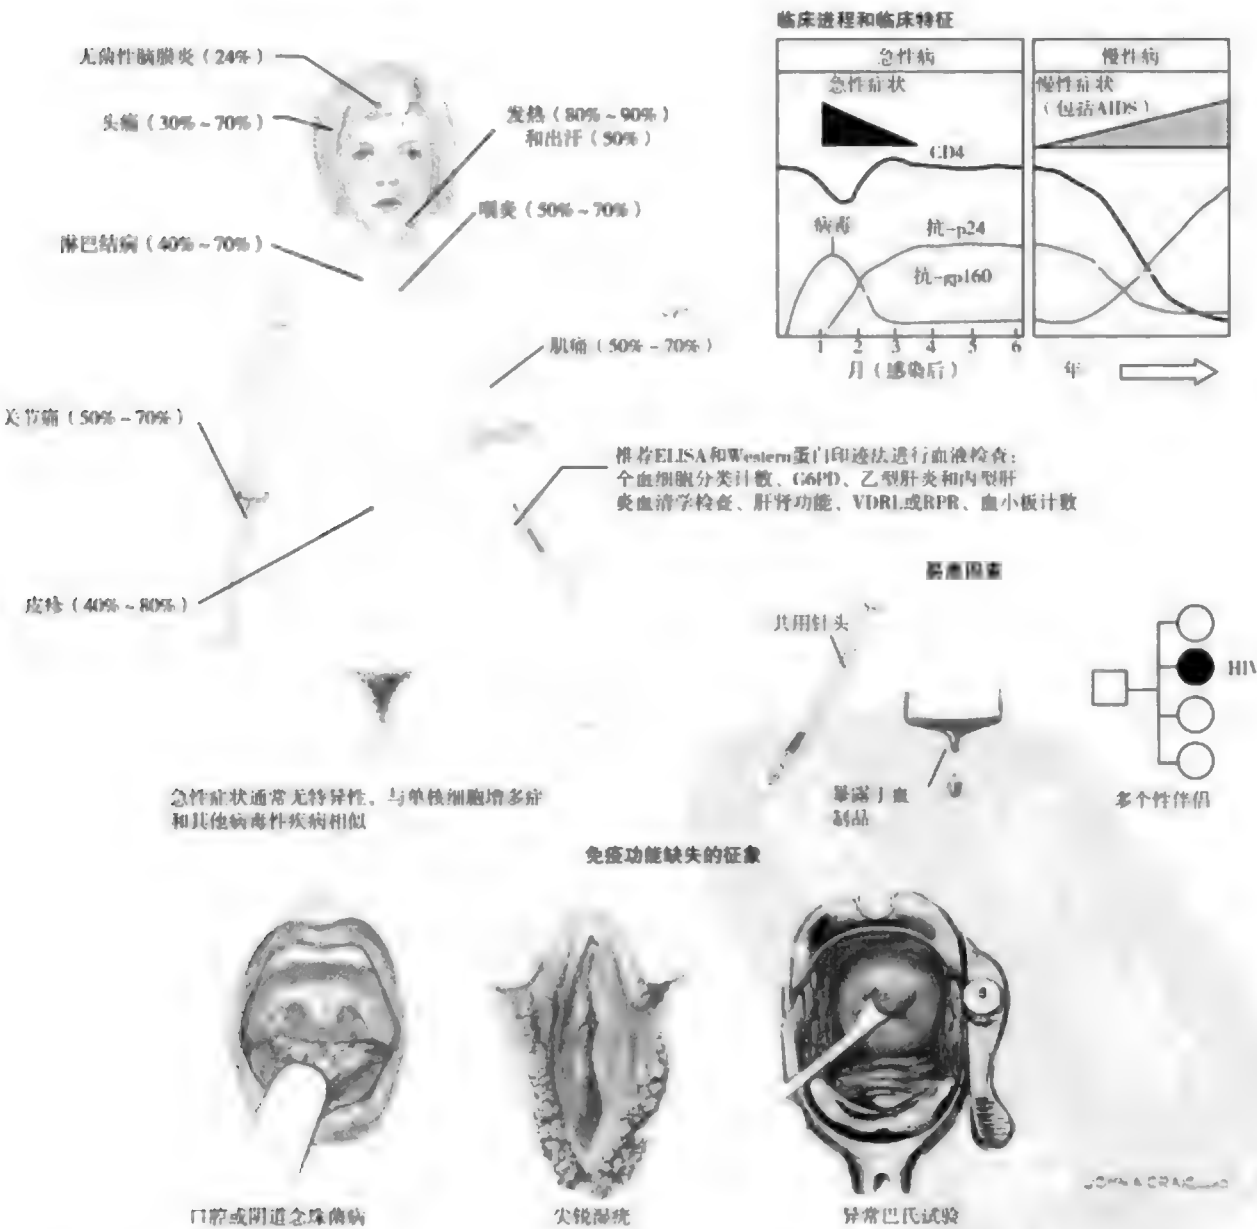 临床进程和临床特征
急性病
慢性病
急性症状
慢性症状
（包括AIDS）
CD4
病毒
抗-p24
抗-gp160
1 2 3 4 5 6
月（感染后）
年
无菌性脑膜炎（24%）
头痛（30%~70%）
发热（80%~90%）
和出汗（50%）
咽炎（50%~70%）
淋巴结病（40%~70%）
肌痛（50%~70%）
关节痛（50%~70%）
推荐ELISA和Western蛋白印迹法进行血液检查：
全血细胞分类计数、G6PD、乙型肝炎和丙型肝
炎血清学检查、肝肾功能、VDRL或RPR、血小板计数
皮疹（40%~80%）
易患因素
共用针头
HIV
暴露于血
制品
多个性伴侣
急性症状通常无特异性，与单核细胞增多症
和其他病毒性疾病相似
免疫功能缺失的征象
口腔或阴道念珠菌病
尖锐湿疣
异常巴氏试验
JOHN A.CRAIG